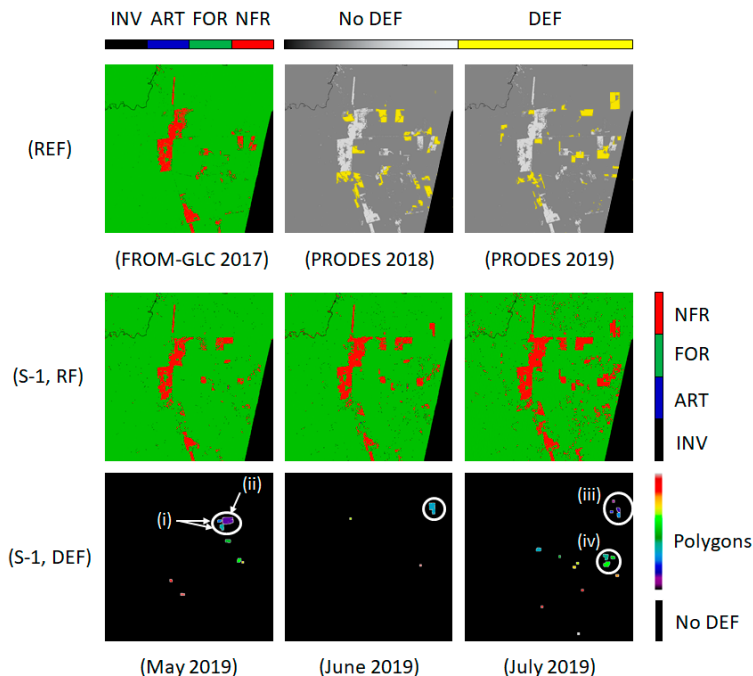 INV ART FOR NFR No DEF DEF
(REF)
(FROM-GLC 2017) (PRODES 2018) (PRODES 2019)
(S-1, RF)
NFR
FOR
ART
INV
(S-1, DEF)
(i)
(ii)
(iii)
(iv)
Polygons
No DEF
(May 2019) (June 2019) (July 2019)